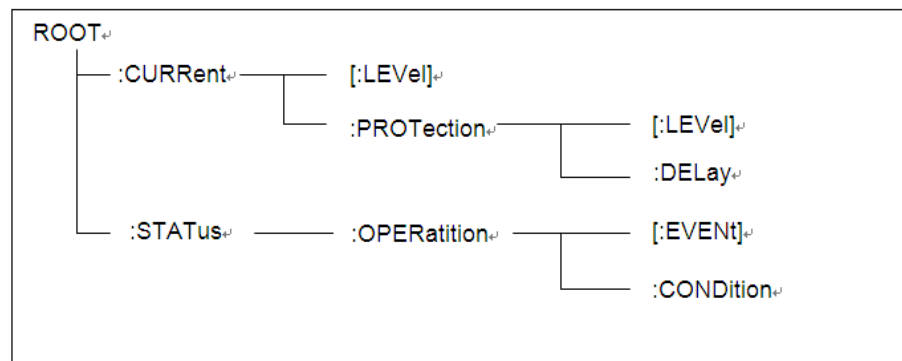 ROOT↵
:CURRent↵ [:LEVel]↵
:PROTection↵ [:LEVel]↵
:DELay↵
:STATus↵ :OPERatition↵ [:EVENt]↵
:CONDition↵